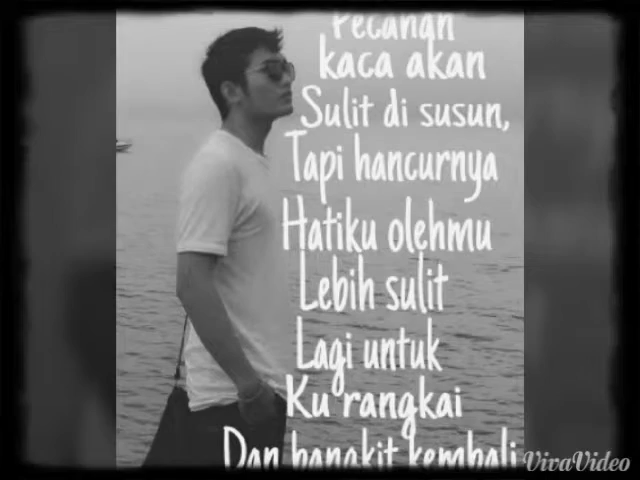 Pecahan
kaca akan
Sulit di susun,
Tapi hancurnya
Hatiku olehmu
Lebih sulit
Lagi untuk
Ku rangkai
Dan bangkit kembali
VivaVideo